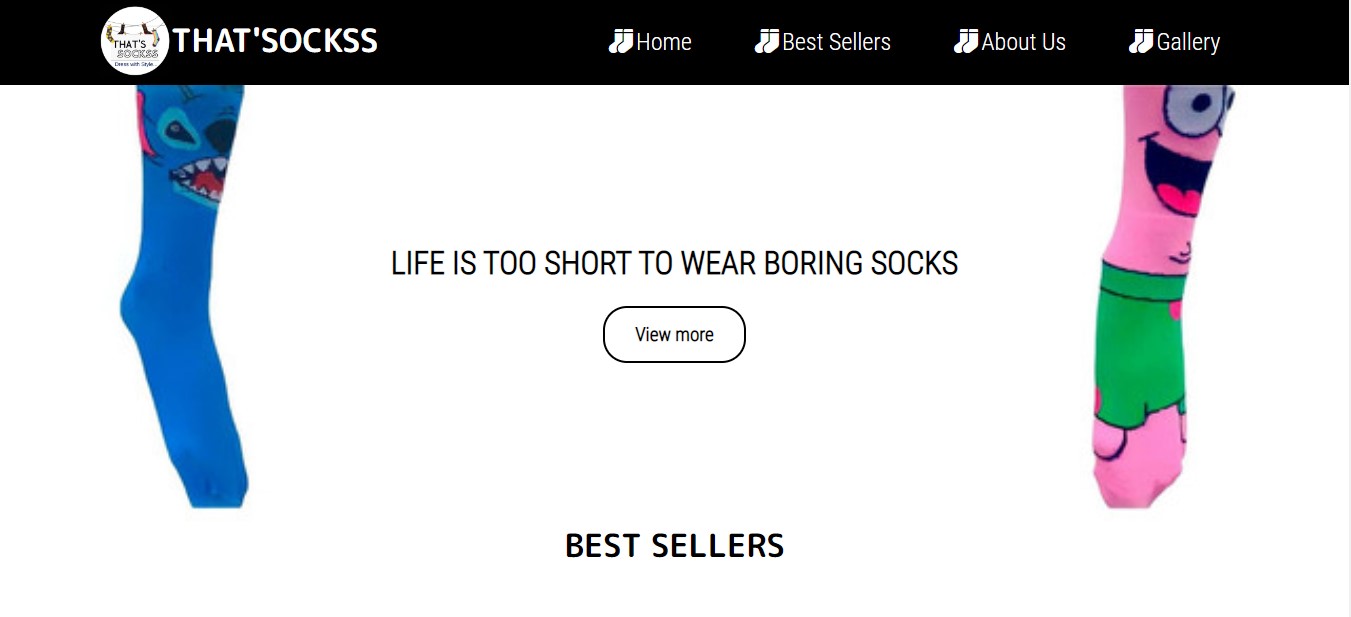 THAT'S
SOCKSS
Dress with Style...
THAT'SOCKSS
Home
Best Sellers
About Us
Gallery
LIFE IS TOO SHORT TO WEAR BORING SOCKS
View more
BEST SELLERS